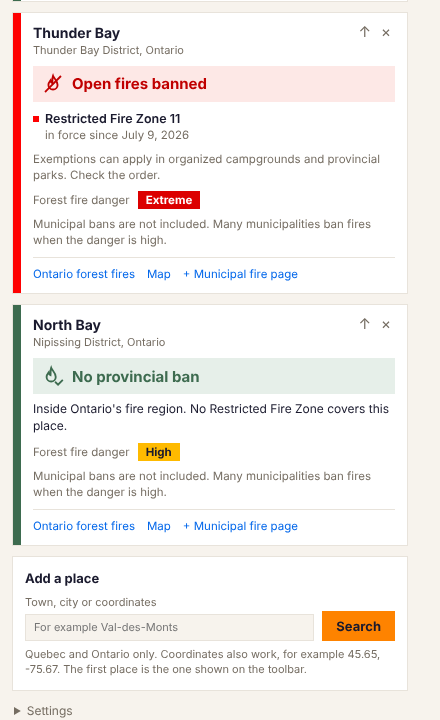 Thunder Bay ↑ ×
Thunder Bay District, Ontario
Open fires banned
Restricted Fire Zone 11
in force since July 9, 2026
Exemptions can apply in organized campgrounds and provincial
parks. Check the order.
Forest fire danger Extreme
Municipal bans are not included. Many municipalities ban fires
when the danger is high.
Ontario forest fires Map + Municipal fire page
North Bay ↑ ×
Nipissing District, Ontario
No provincial ban
Inside Ontario's fire region. No Restricted Fire Zone covers this
place.
Forest fire danger High
Municipal bans are not included. Many municipalities ban fires
when the danger is high.
Ontario forest fires Map + Municipal fire page
Add a place
Town, city or coordinates
For example Val-des-Monts Search
Quebec and Ontario only. Coordinates also work, for example 45.65,
-75.67. The first place is the one shown on the toolbar.
▶ Settings